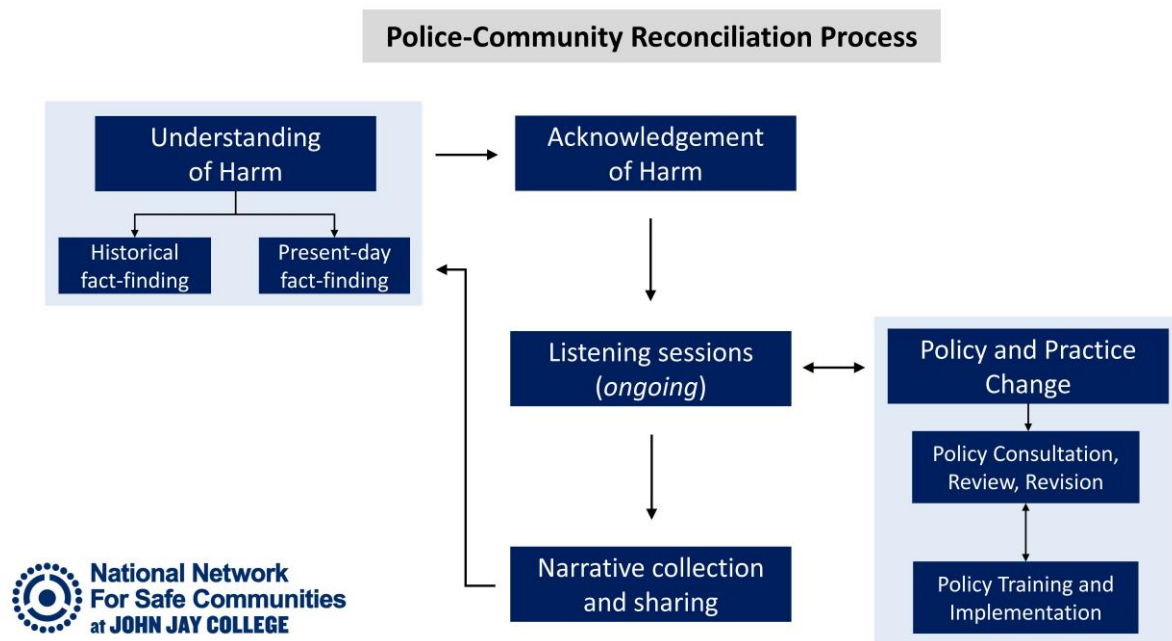 Police-Community Reconciliation Process
Understanding
of Harm
Historical
fact-finding
Present-day
fact-finding
Acknowledgement
of Harm
Listening sessions
(ongoing)
Policy and Practice
Change
Policy Consultation,
Review, Revision
Policy Training and
Implementation
Narrative collection
and sharing
National Network
For Safe Communities
at JOHN JAY COLLEGE